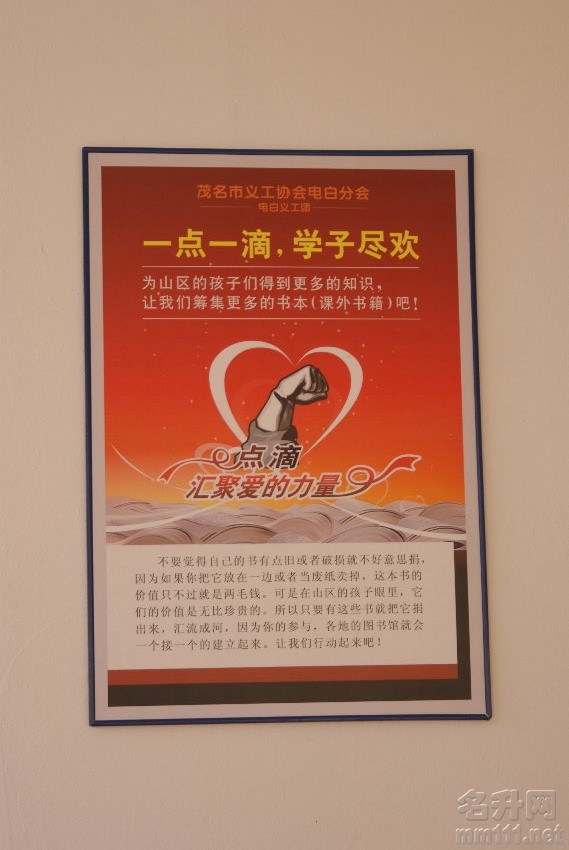 茂名市义工协会电白分会
电白义工团
一点一滴，学子尽欢
为山区的孩子们得到更多的知识，
让我们筹集更多的书本(课外书籍)吧！
点滴
汇聚爱的力量
不要觉得自己的书有点旧或者破损就不好意思捐，
因为如果你把它放在一边或者当废纸卖掉，这本书的
价值只不过就是两毛钱。可是在山区的孩子眼里，它
们的价值是无比珍贵的。所以只要有这些书就把它捐
出来，汇流成河，因为你的参与，各地的图书馆就会
一个接一个的建立起来。让我们行动起来吧！
名升网
mm111.net